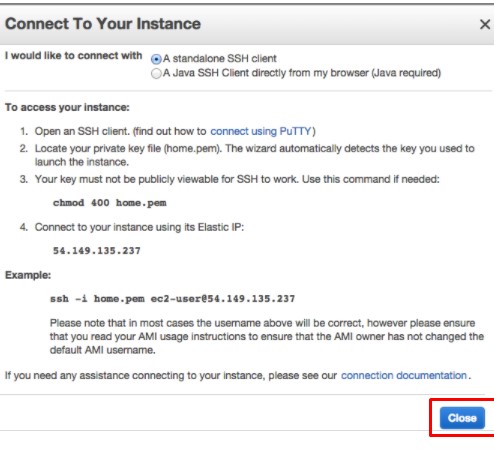 Connect To Your Instance
×
I would like to connect with
A standalone SSH client
A Java SSH Client directly from my browser (Java required)
To access your instance:
1. Open an SSH client. (find out how to connect using PuTTY)
2. Locate your private key file (home.pem). The wizard automatically detects the key you used to
launch the instance.
3. Your key must not be publicly viewable for SSH to work. Use this command if needed:
chmod 400 home.pem
4. Connect to your instance using its Elastic IP:
54.149.135.237
Example:
ssh -i home.pem ec2-user@54.149.135.237
Please note that in most cases the username above will be correct, however please ensure
that you read your AMI usage instructions to ensure that the AMI owner has not changed the
default AMI username.
If you need any assistance connecting to your instance, please see our connection documentation.
Close